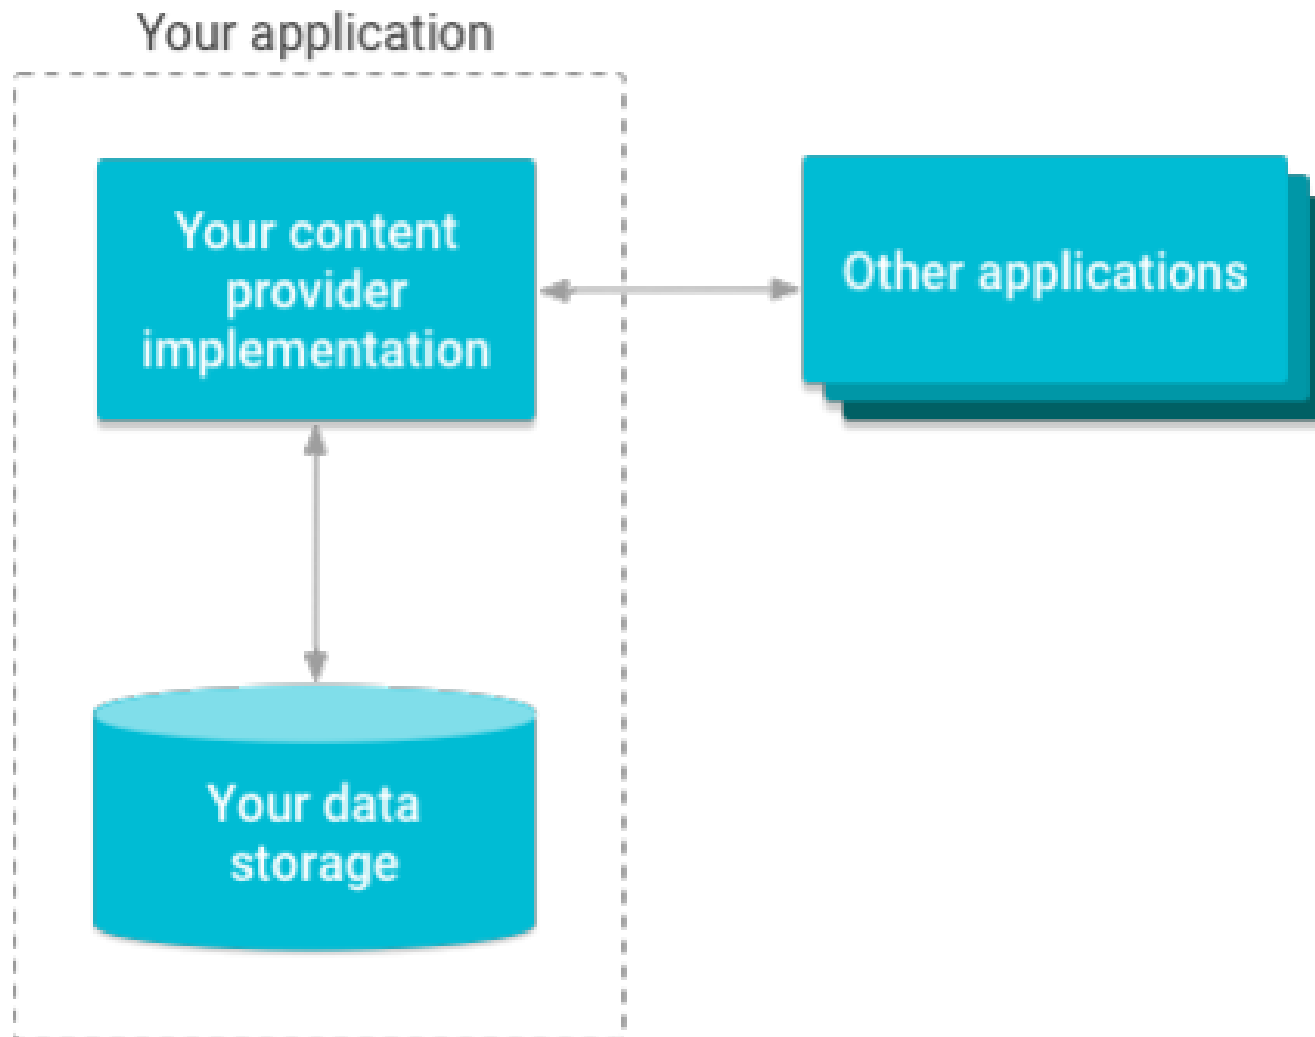 Your application
Your content
provider
implementation
Other applications
Your data
storage